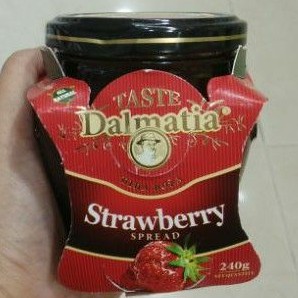 TASTE
Dalmatia®
Strawberry
SPREAD
240g